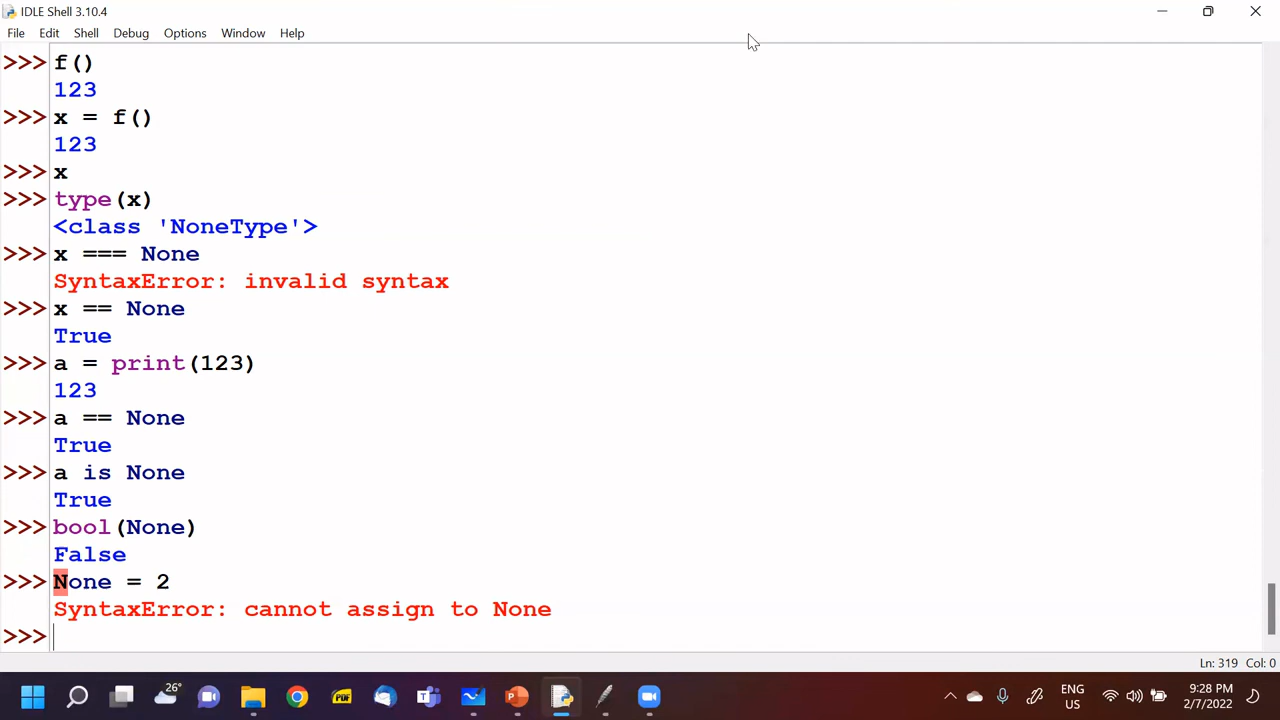 IDLE Shell 3.10.4
File Edit Shell Debug Options Window Help
>>> f()
123
>>> x = f()
123
>>> x
>>> type(x)
<class 'NoneType'>
>>> x === None
SyntaxError: invalid syntax
>>> x == None
True
>>> a = print(123)
123
>>> a == None
True
>>> a is None
True
>>> bool(None)
False
>>> None = 2
SyntaxError: cannot assign to None
>>>
Ln: 319 Col: 0
26°
PDF
ENG
US
9:28 PM
2/7/2022